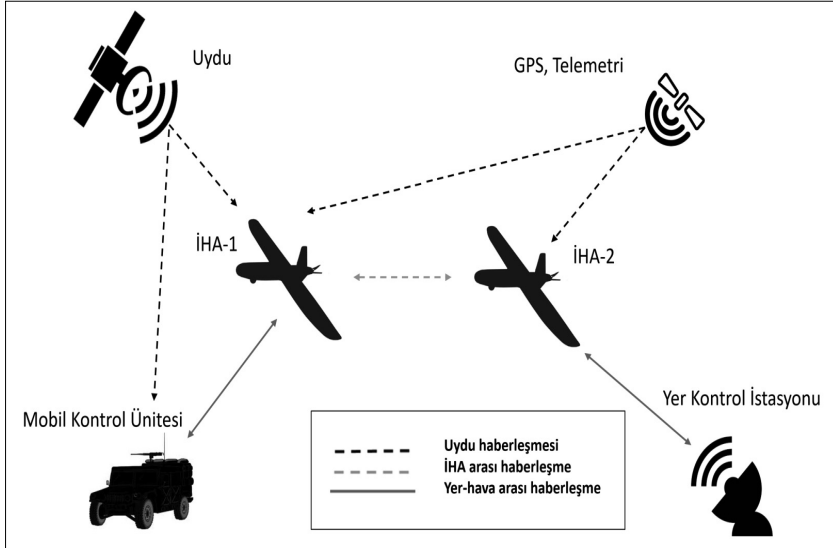 Uydu
GPS, Telemetri
İHA-1
İHA-2
Mobil Kontrol Ünitesi
Yer Kontrol İstasyonu
Uydu haberleşmesi
İHA arası haberleşme
Yer-hava arası haberleşme